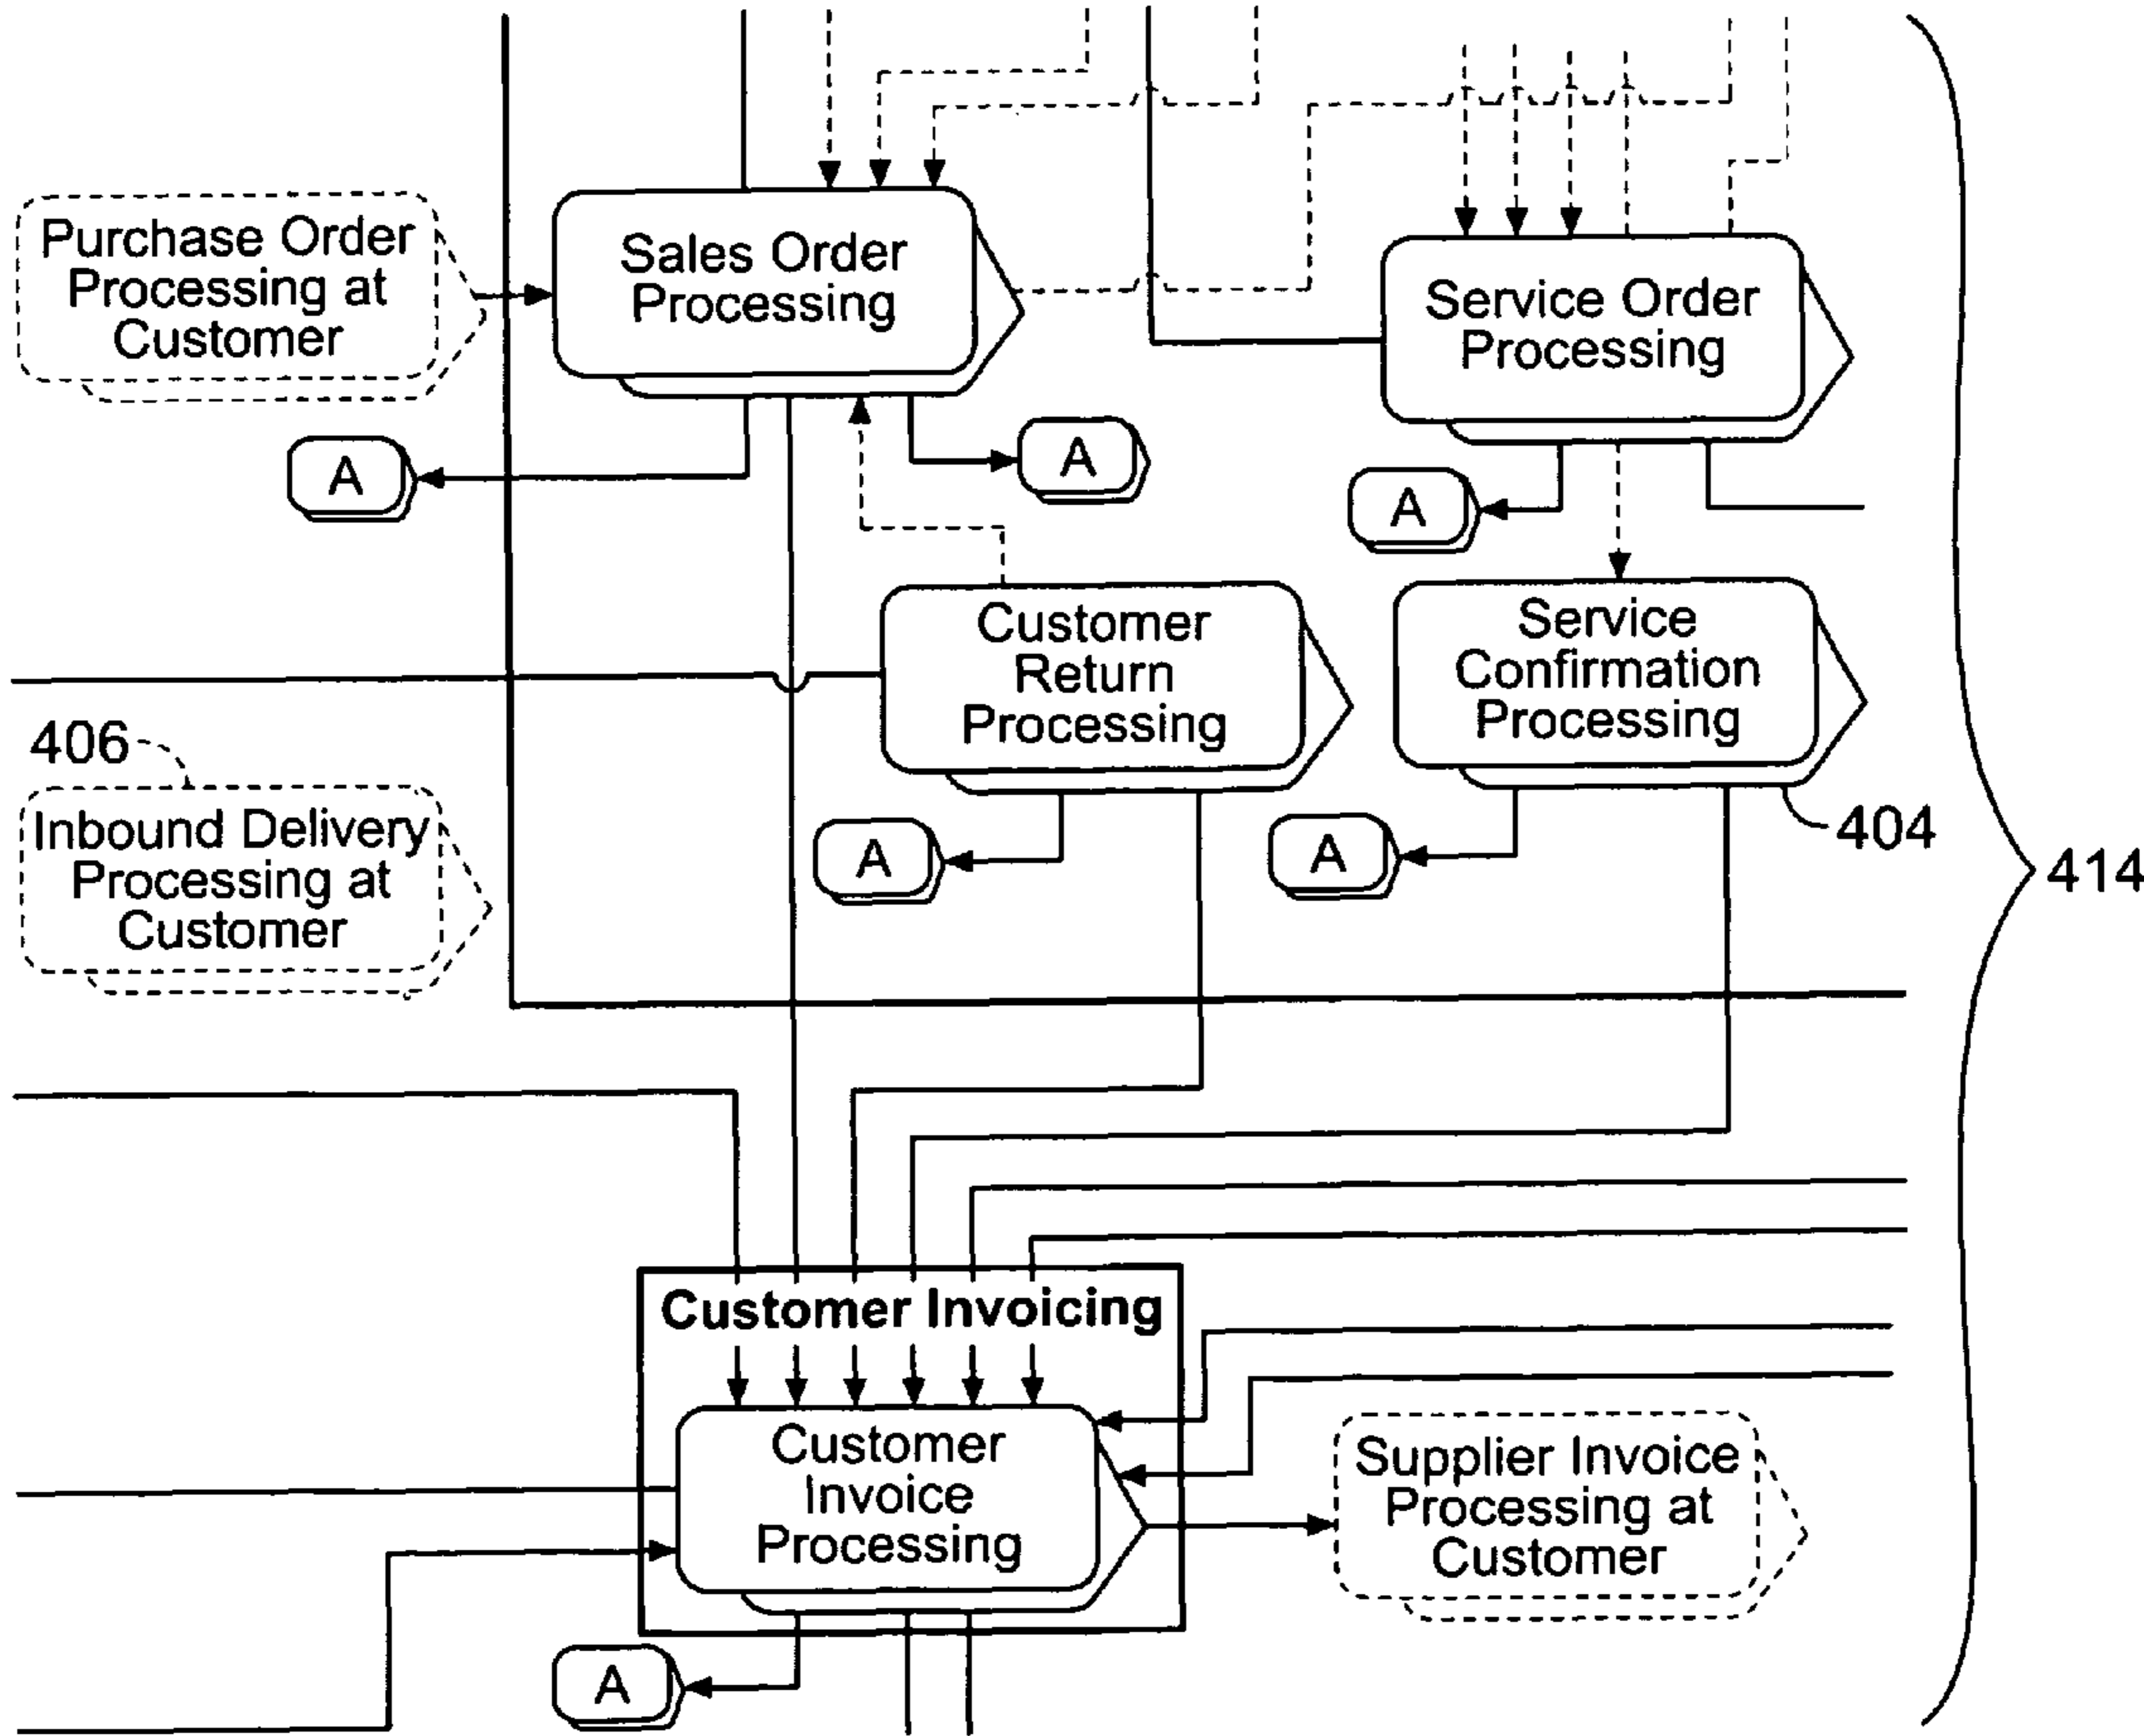 Purchase Order
Processing at
Customer
Sales Order
Processing
Service Order
Processing
A
A
A
Customer
Return
Processing
Service
Confirmation
Processing
406
Inbound Delivery
Processing at
Customer
A
A
404
414
Customer Invoicing
Customer
Invoice
Processing
Supplier Invoice
Processing at
Customer
A